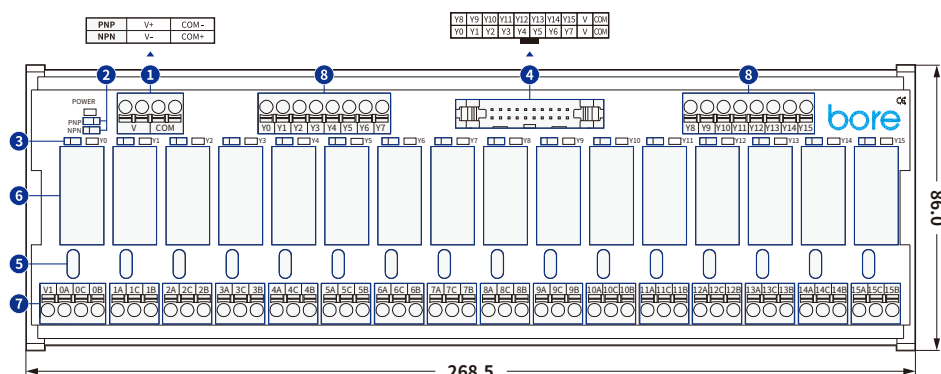 PNP V+ COM-
NPN V- COM+
Y8 Y9 Y10 Y11 Y12 Y13 Y14 Y15 V COM
Y0 Y1 Y2 Y3 Y4 Y5 Y6 Y7 V COM
1 2 8 4 8
POWER
PNP
NPN
V COM
Y0 Y1 Y2 Y3 Y4 Y5 Y6 Y7
Y8 Y9 Y10 Y11 Y12 Y13 Y14 Y15
bore
3 Y0 Y1 Y2 Y3 Y4 Y5 Y6 Y7 Y8 Y9 Y10 Y11 Y12 Y13 Y14 Y15
6
5
V1 0A 0C 0B 1A 1C 1B 2A 2C 2B 3A 3C 3B 4A 4C 4B 5A 5C 5B 6A 6C 6B 7A 7C 7B 8A 8C 8B 9A 9C 9B 10A 10C 10B 11A 11C 11B 12A 12C 12B 13A 13C 13B 14A 14C 14B 15A 15C 15B
7
86.0
268.5